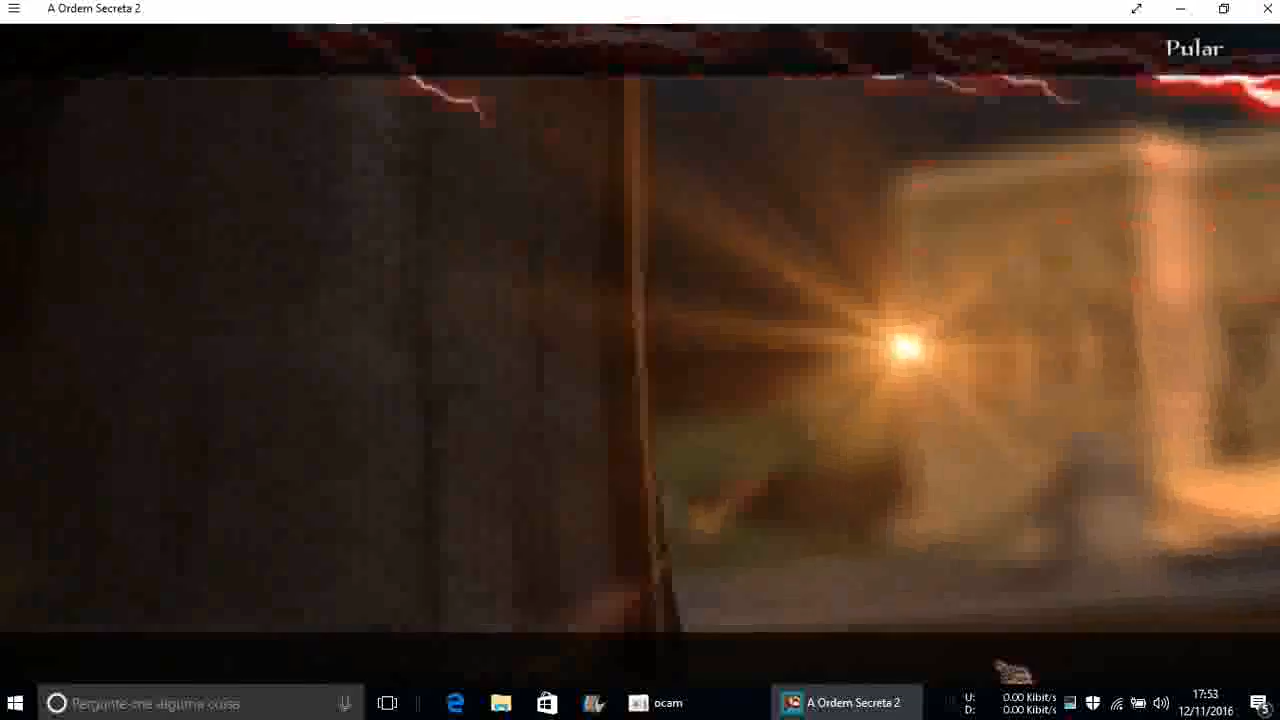 A Ordem Secreta 2
Pular
Pergunte-me alguma coisa
ocam
A Ordem Secreta 2
U: 0.00 Kibit/s
D: 0.00 Kibit/s
17:53
12/11/2016
5